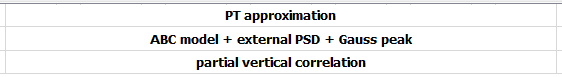 PT approximation
ABC model + external PSD + Gauss peak
partial vertical correlation